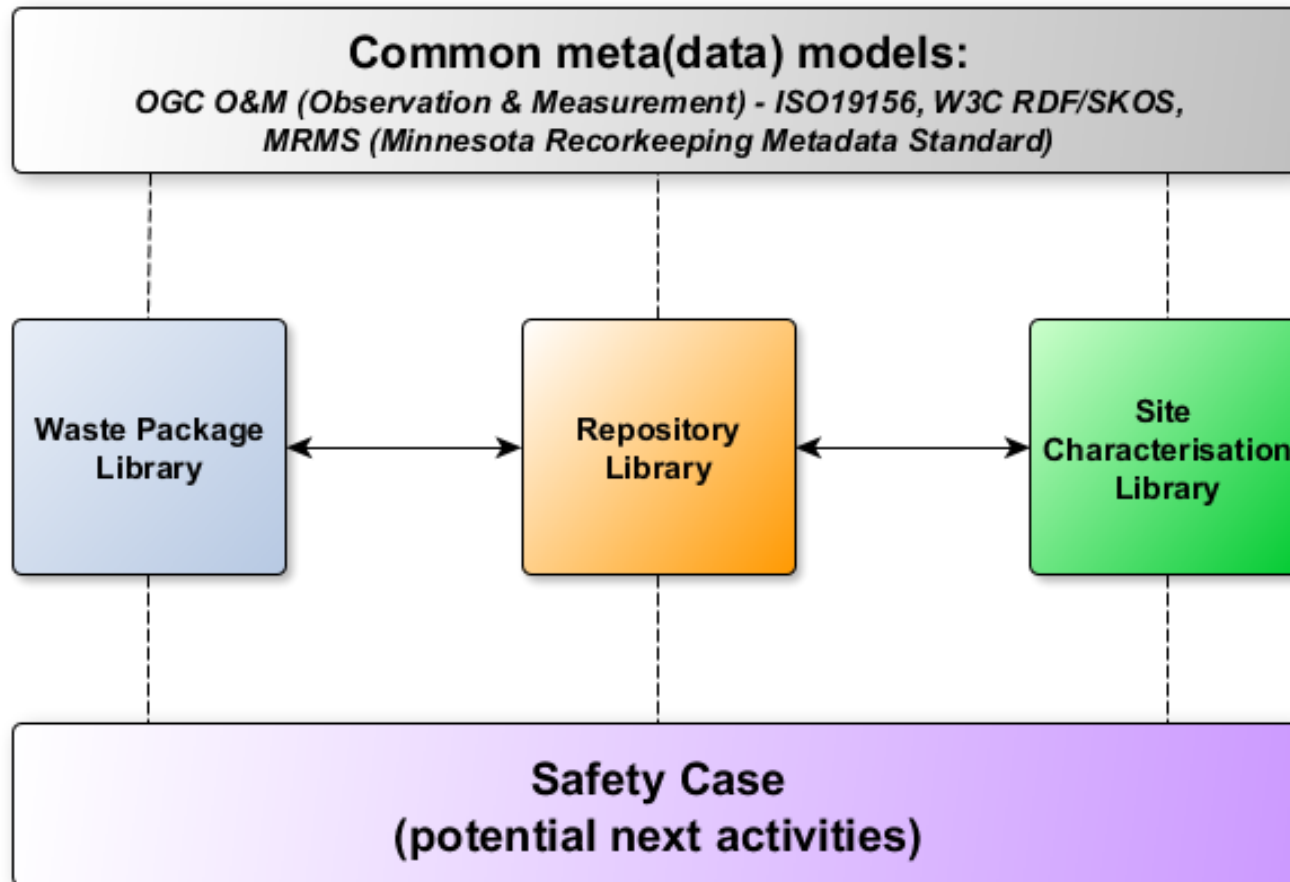 Common meta(data) models:
OGC O&M (Observation & Measurement) - ISO19156, W3C RDF/SKOS,
MRMS (Minnesota Recorkeeping Metadata Standard)
Waste Package
Library
Repository
Library
Site
Characterisation
Library
Safety Case
(potential next activities)